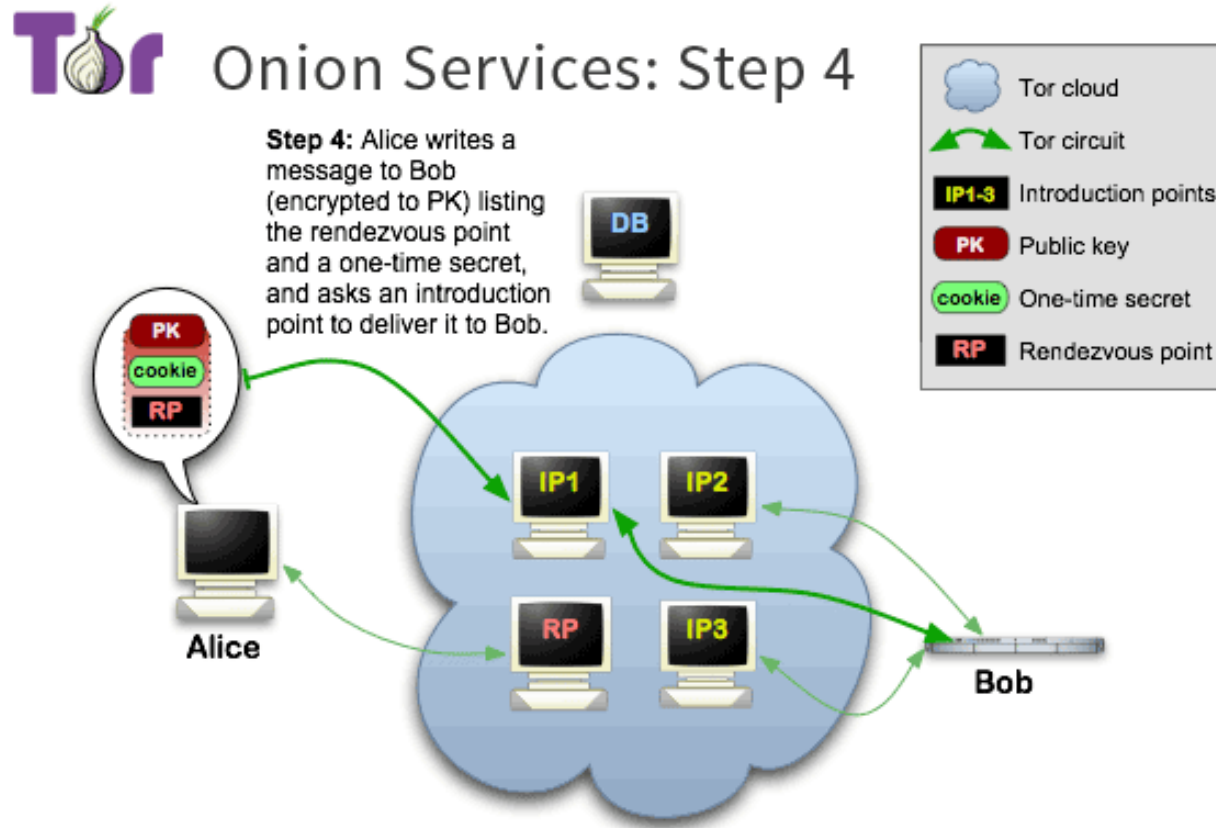 Tor
Onion Services: Step 4
Step 4: Alice writes a
message to Bob
(encrypted to PK) listing
the rendezvous point
and a one-time secret,
and asks an introduction
point to deliver it to Bob.
DB
Tor cloud
Tor circuit
IP1-3 Introduction points
PK Public key
cookie One-time secret
RP Rendezvous point
PK
cookie
RP
IP1
IP2
RP
IP3
Alice
Bob